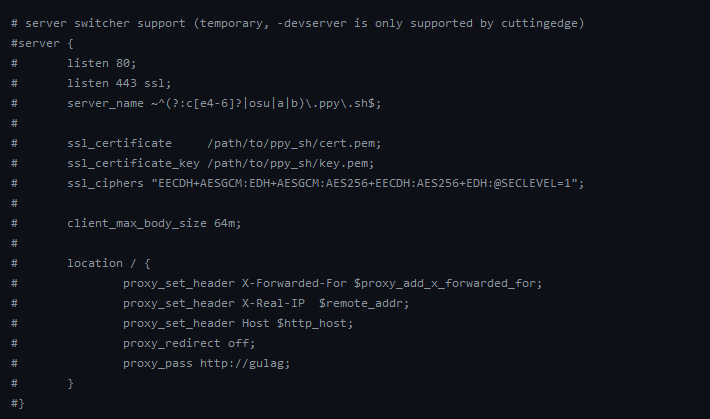 # server switcher support (temporary, -devserver is only supported by cuttingedge)
#server {
#       listen 80;
#       listen 443 ssl;
#       server_name ~^(?:c[e4-6]?|osu|a|b)\.ppy\.sh$;
#
#       ssl_certificate     /path/to/ppy_sh/cert.pem;
#       ssl_certificate_key /path/to/ppy_sh/key.pem;
#       ssl_ciphers "EECDH+AESGCM:EDH+AESGCM:AES256+EECDH:AES256+EDH:@SECLEVEL=1";
#
#       client_max_body_size 64m;
#
#       location / {
#               proxy_set_header X-Forwarded-For $proxy_add_x_forwarded_for;
#               proxy_set_header X-Real-IP  $remote_addr;
#               proxy_set_header Host $http_host;
#               proxy_redirect off;
#               proxy_pass http://gulag;
#       }
#}